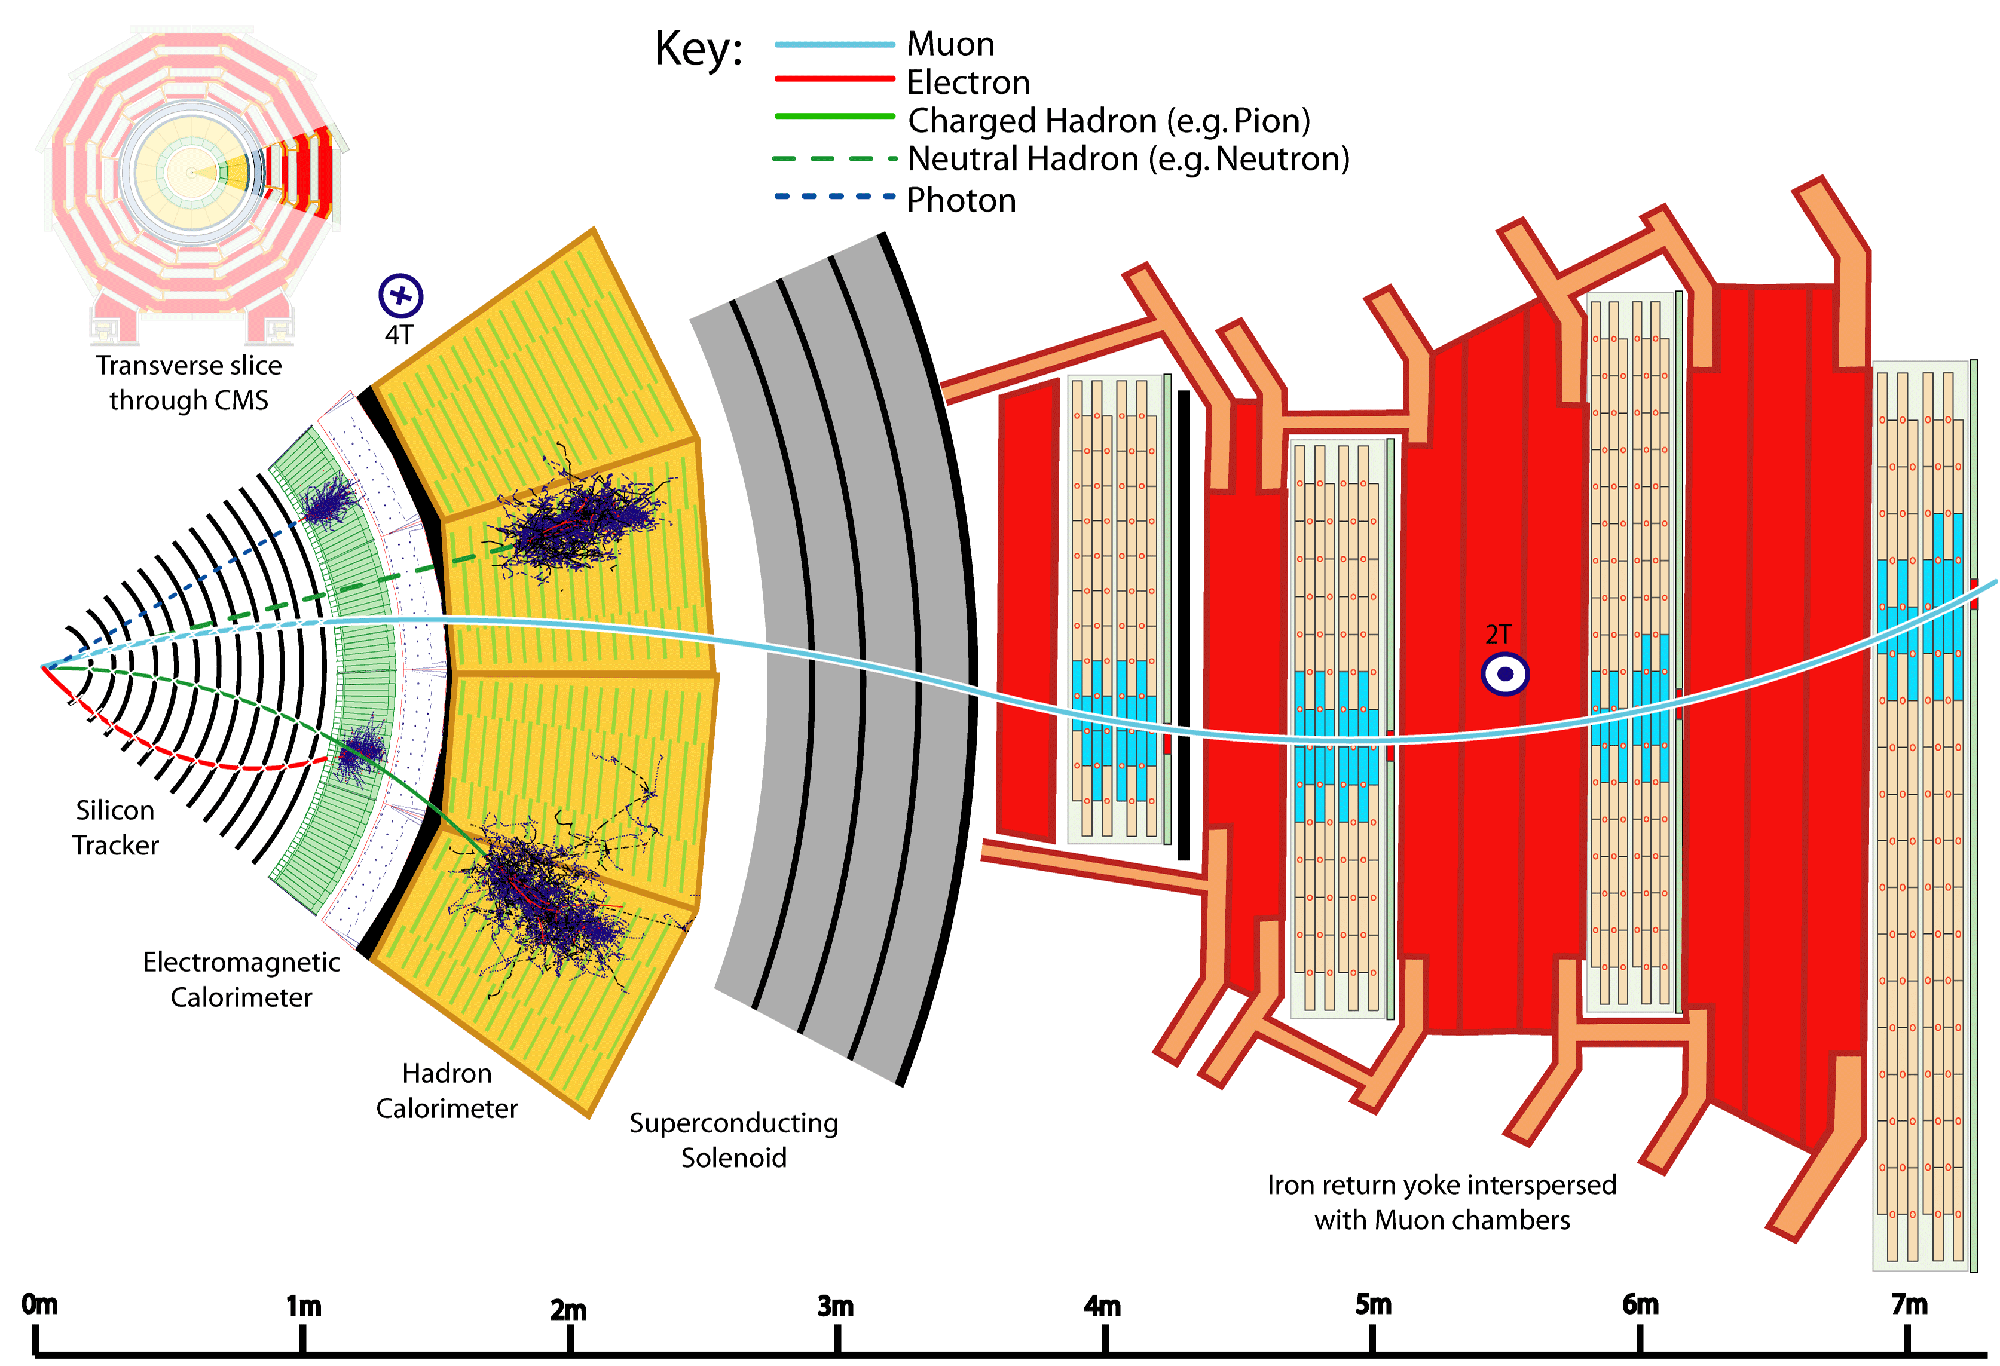 Key:
Muon
Electron
Charged Hadron (e.g. Pion)
Neutral Hadron (e.g. Neutron)
Photon
Transverse slice
through CMS
4T
2T
Silicon
Tracker
Electromagnetic
Calorimeter
Hadron
Calorimeter
Superconducting
Solenoid
Iron return yoke interspersed
with Muon chambers
0m 1m 2m 3m 4m 5m 6m 7m